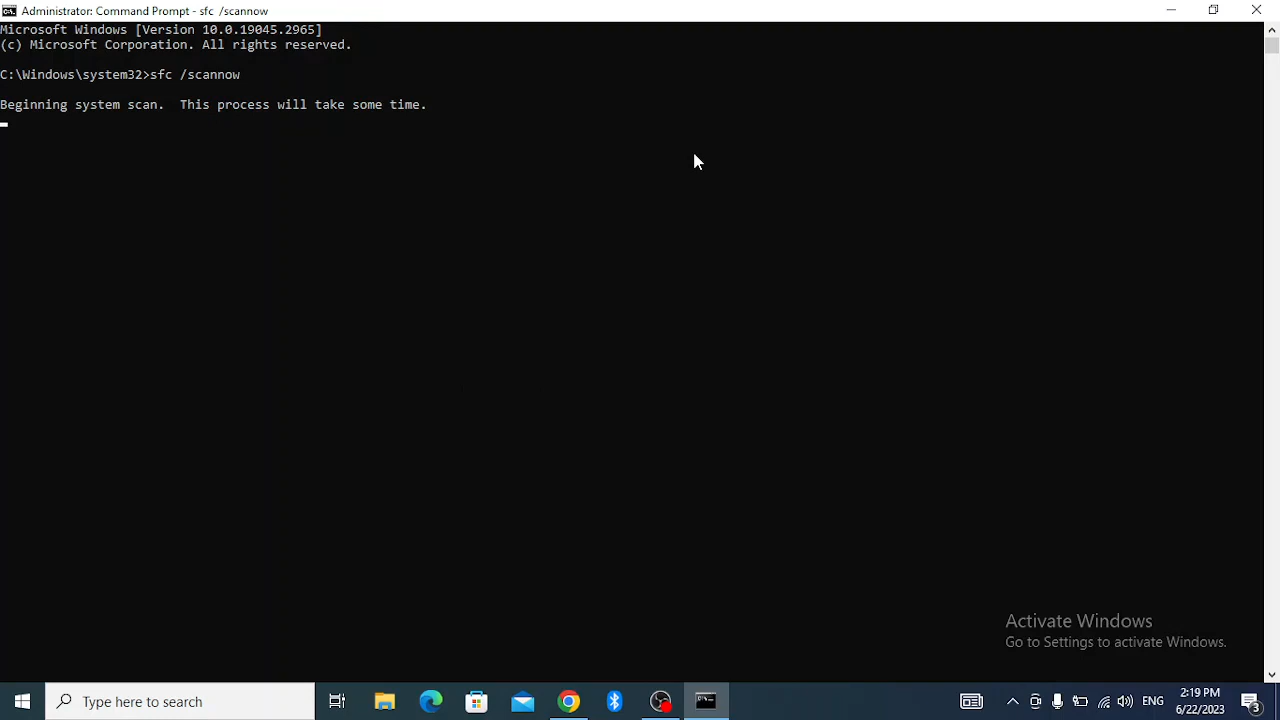 Administrator: Command Prompt - sfc /scannow
Microsoft Windows [Version 10.0.19045.2965]
(c) Microsoft Corporation. All rights reserved.
C:\Windows\system32>sfc /scannow
Beginning system scan.  This process will take some time.
Activate Windows
Go to Settings to activate Windows.
Type here to search
ENG
2:19 PM
6/22/2023
3